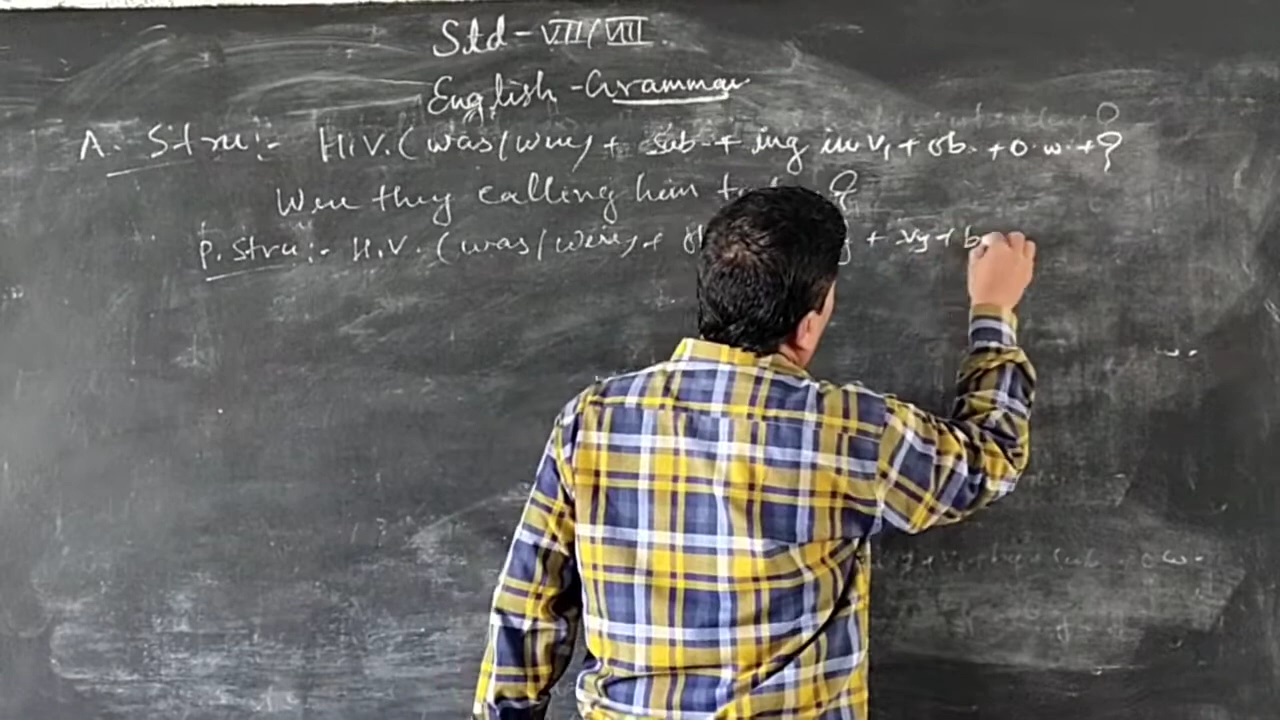 Std - VII/VIII
English - Grammar
A. Stru:- H.V. (was/were) + sub + ing in V1 + ob. + o.w. + ?
Were they calling him ?
P. Stru:- H.V. (was/were) + + V3 + b